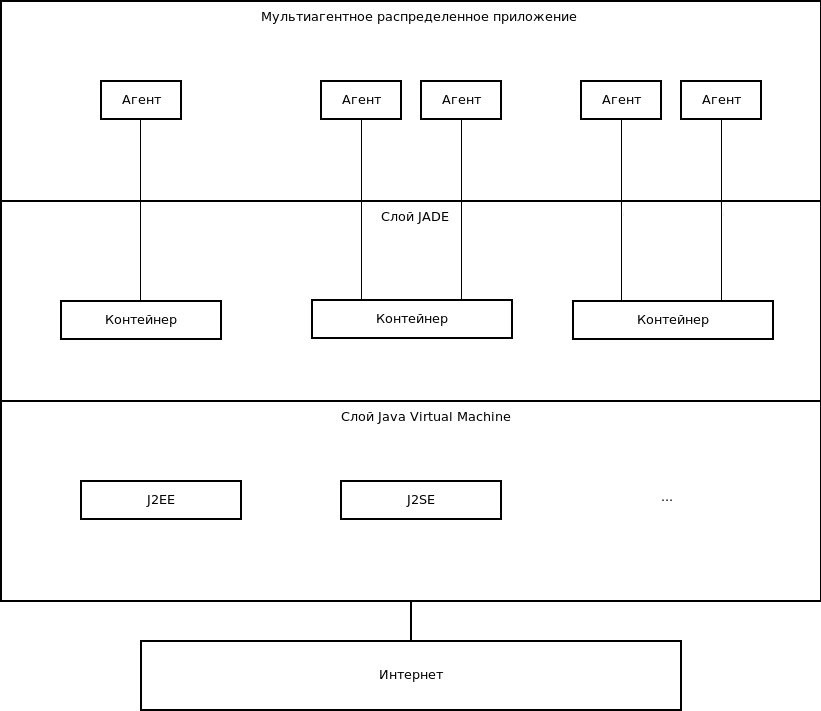 Мультиагентное распределенное приложение
Агент
Агент
Агент
Агент
Агент
Слой JADE
Контейнер
Контейнер
Контейнер
Слой Java Virtual Machine
J2EE
J2SE
...
Интернет